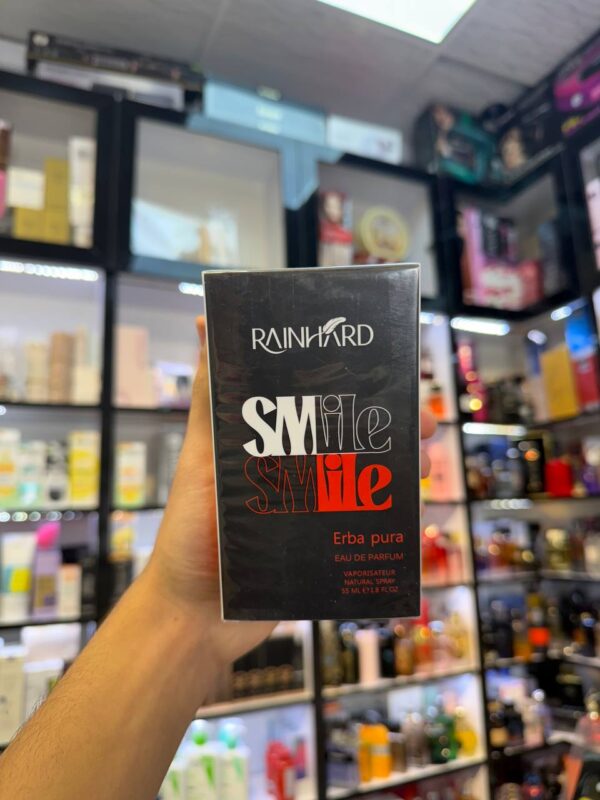 RAINHARD
SMile
SMile
Erba pura
EAU DE PARFUM
VAPORISATEUR
NATURAL SPRAY
55 ML ℮ 1.8 FL.OZ